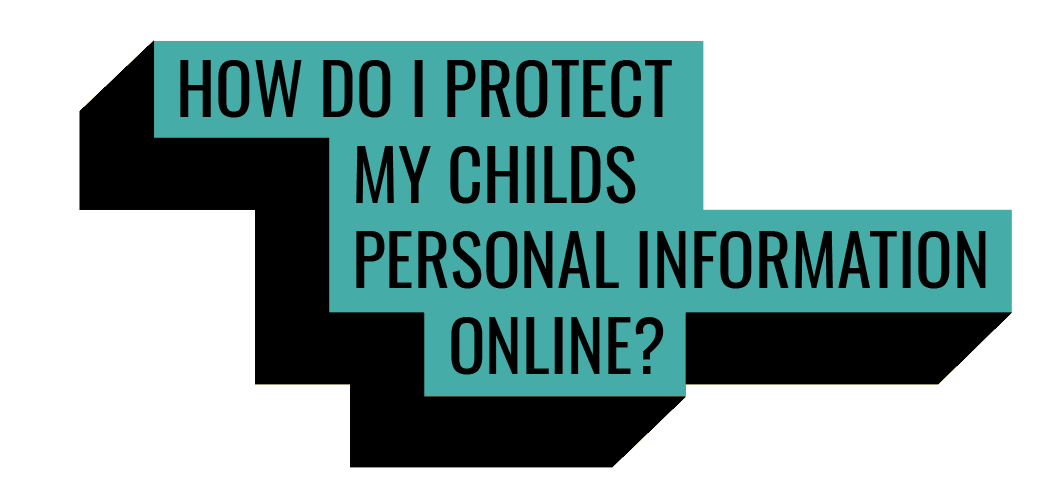 HOW DO I PROTECT
MY CHILDS
PERSONAL INFORMATION
ONLINE?